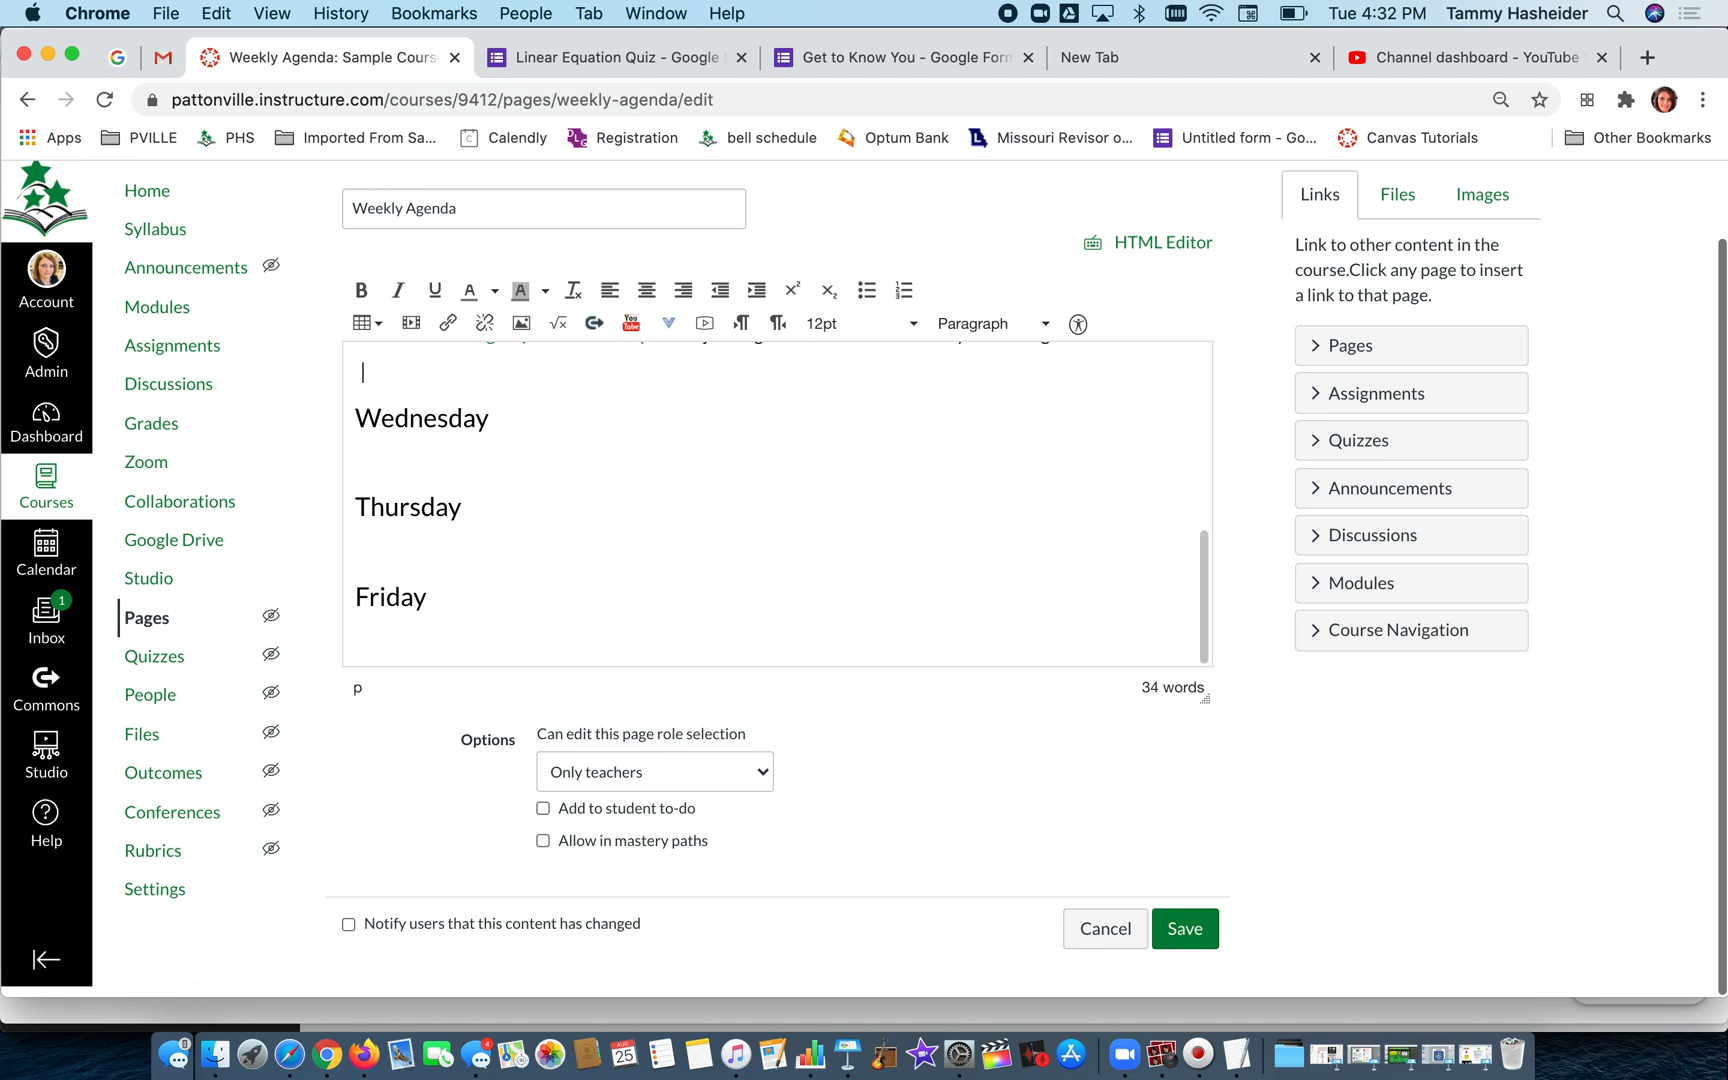 Chrome File Edit View History Bookmarks People Tab Window Help Tue 4:32 PM Tammy Hasheider
Weekly Agenda: Sample Cours Linear Equation Quiz - Google Get to Know You - Google Forn New Tab Channel dashboard - YouTube
pattonville.instructure.com/courses/9412/pages/weekly-agenda/edit
Apps PVILLE PHS Imported From Sa... Calendly Registration bell schedule Optum Bank Missouri Revisor o... Untitled form - Go... Canvas Tutorials Other Bookmarks
Account
Admin
Dashboard
Courses
Calendar
1
Inbox
Commons
Studio
Help
Home
Syllabus
Announcements
Modules
Assignments
Discussions
Grades
Zoom
Collaborations
Google Drive
Studio
Pages
Quizzes
People
Files
Outcomes
Conferences
Rubrics
Settings
Weekly Agenda
HTML Editor
12pt Paragraph
Wednesday
Thursday
Friday
p 34 words
Options Can edit this page role selection
Only teachers
Add to student to-do
Allow in mastery paths
Notify users that this content has changed
Cancel Save
Links Files Images
Link to other content in the
course.Click any page to insert
a link to that page.
Pages
Assignments
Quizzes
Announcements
Discussions
Modules
Course Navigation
AUG
25